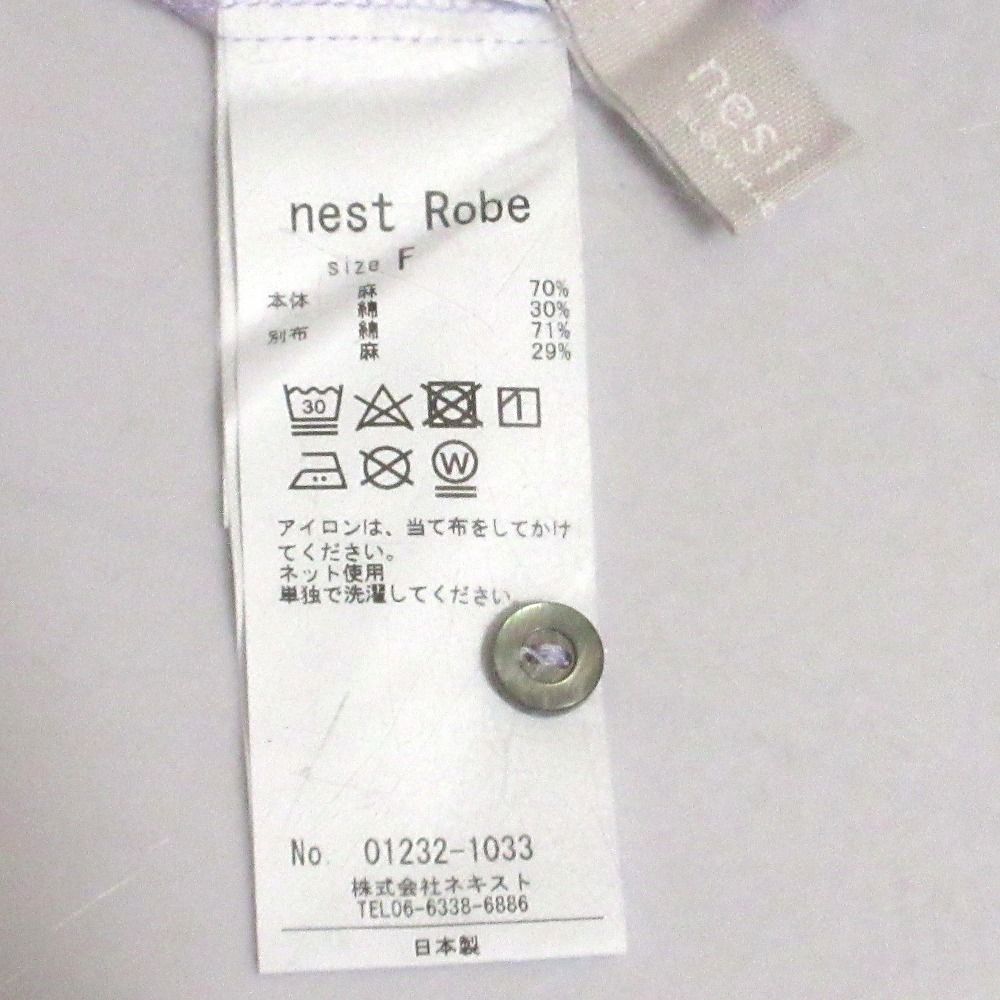 nest
nest Robe
size F
本体 麻 70%
綿 30%
別布 綿 71%
麻 29%
30
W
アイロンは、当て布をしてかけ
てください。
ネット使用
単独で洗濯してください。
No. 01232-1033
株式会社ネキスト
TEL06-6338-6886
日本製